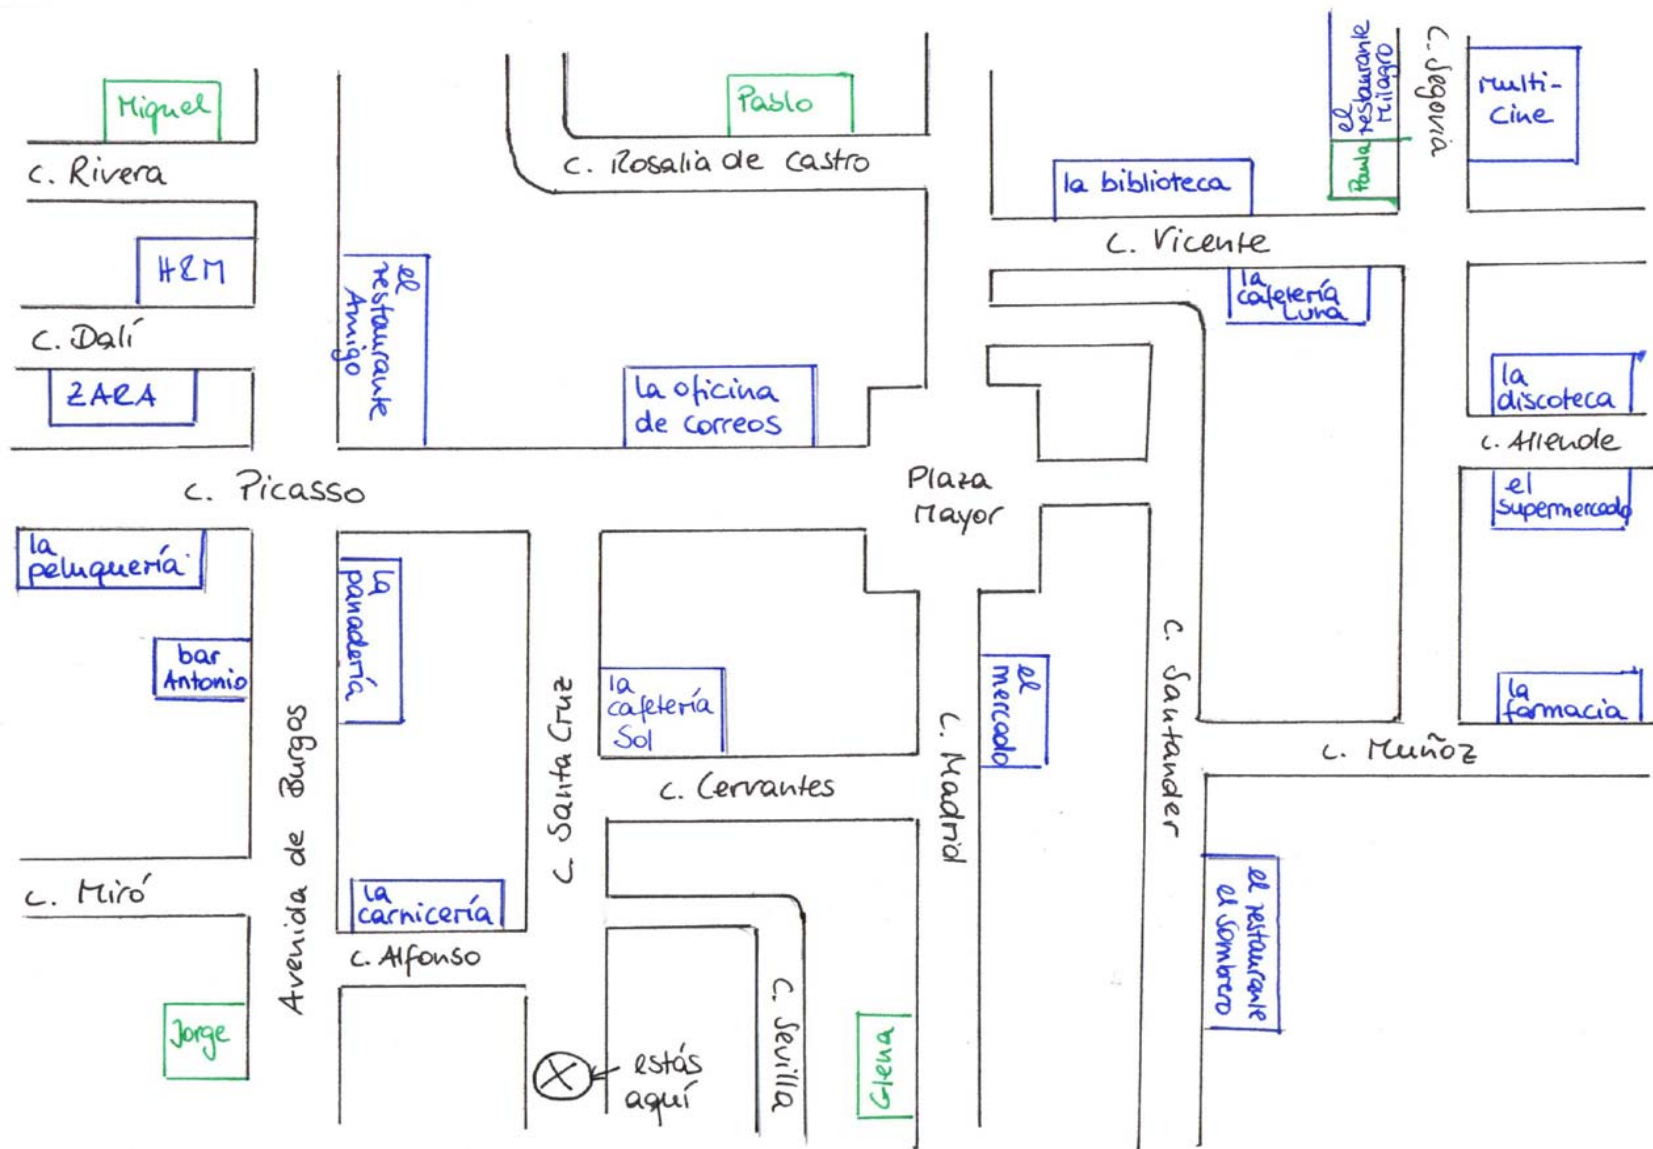 Miguel
C. Rivera
H&M
C. Dalí
ZARA
el
restaurante
Amigo
Pablo
C. Rosalia de Castro
la oficina
de correos
la biblioteca
el
restaurante
Milagro
Paula
C. Segovia
Multi-
cine
C. Vicente
la
cafetería
Luna
la
discoteca
C. Allende
el
supermercado
C. Picasso
Plaza
Mayor
la
peluquería
bar
Antonio
la
panadería
Avenida de Burgos
C. Santa Cruz
la
cafetería
Sol
C. Cervantes
el
mercado
C. Madrid
C. Santander
la
farmacia
C. Muñoz
C. Miró
la
carnicería
C. Alfonso
Jorge
estás
aquí
C. Sevilla
Elena
el restaurante
el Sombrero